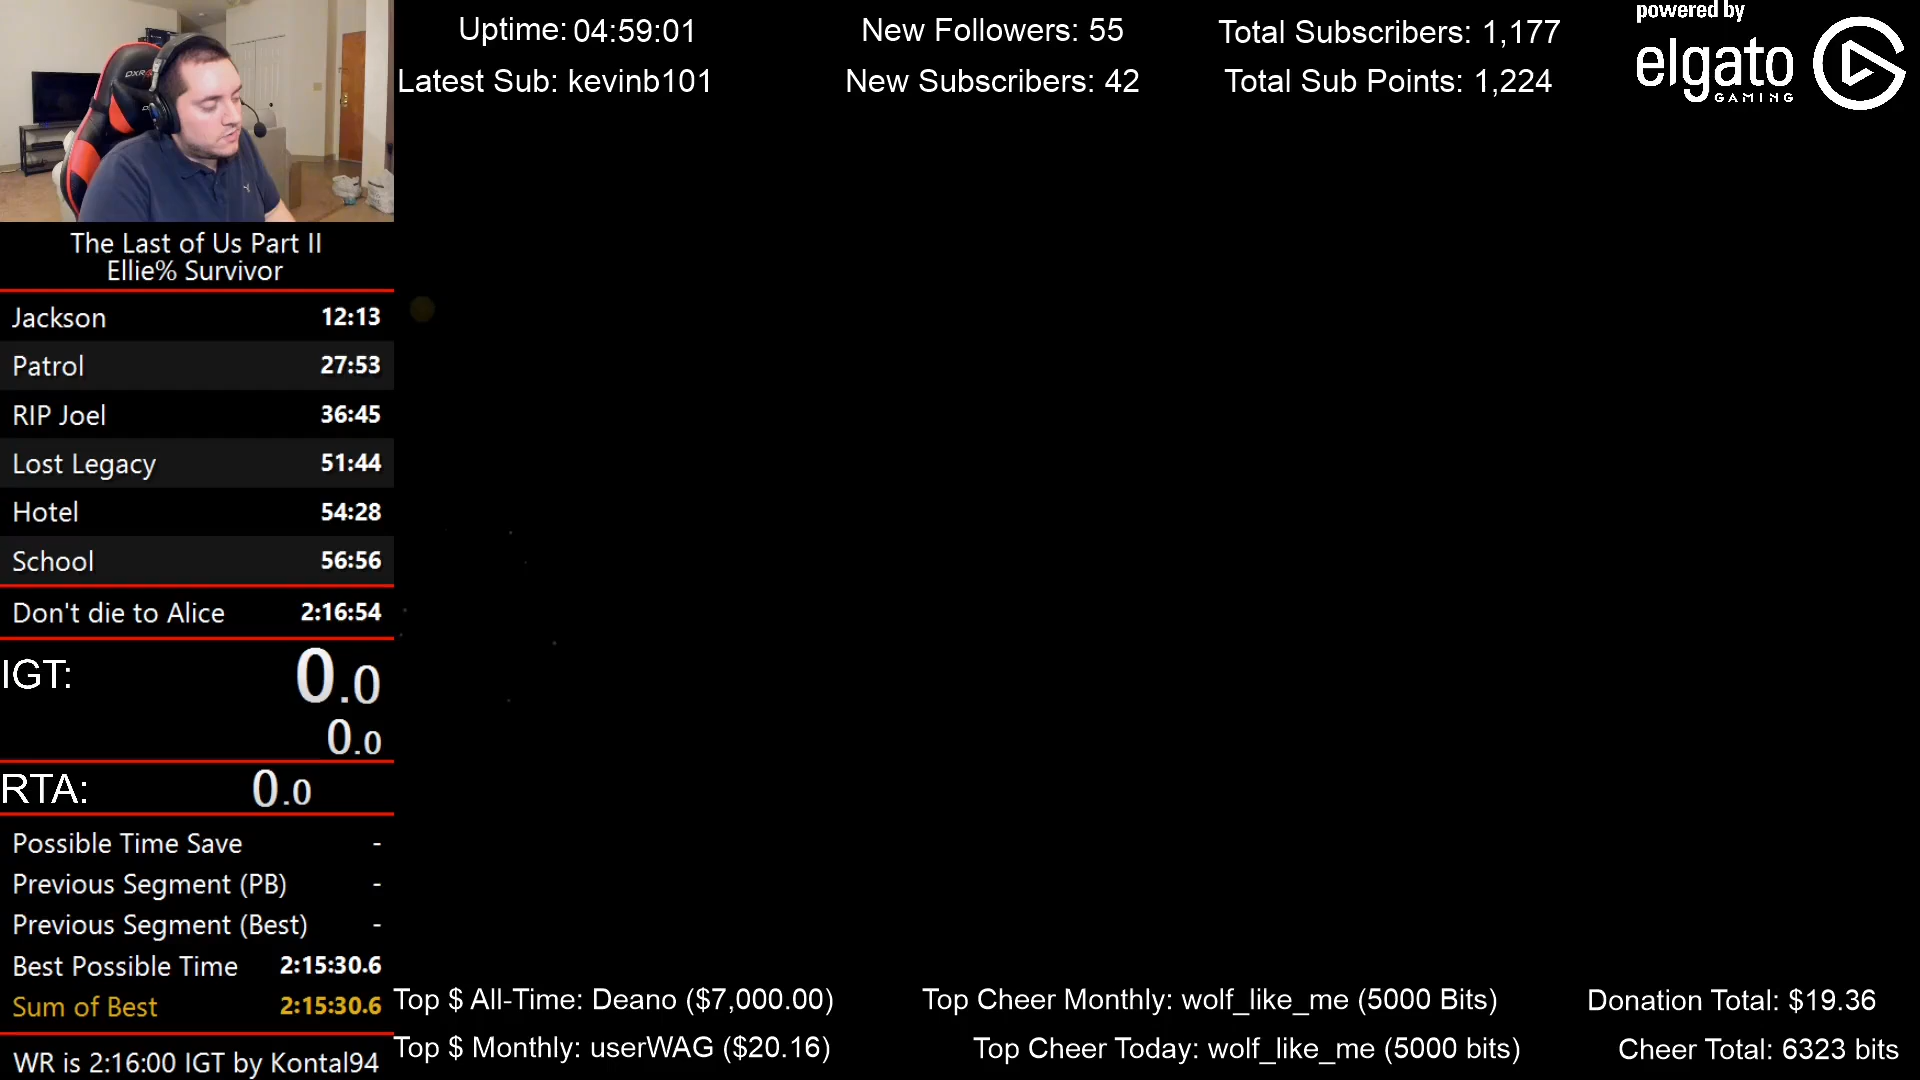 Uptime: 04:59:01
New Followers: 55
Total Subscribers: 1,177
powered by
elgato
GAMING
Latest Sub: kevinb101
New Subscribers: 42
Total Sub Points: 1,224
The Last of Us Part II
Ellie% Survivor
Jackson 12:13
Patrol 27:53
RIP Joel 36:45
Lost Legacy 51:44
Hotel 54:28
School 56:56
Don't die to Alice 2:16:54
IGT: 0.0
0.0
RTA: 0.0
Possible Time Save -
Previous Segment (PB) -
Previous Segment (Best) -
Best Possible Time 2:15:30.6
Sum of Best 2:15:30.6
WR is 2:16:00 IGT by Kontal94
Top $ All-Time: Deano ($7,000.00)
Top Cheer Monthly: wolf_like_me (5000 Bits)
Donation Total: $19.36
Top $ Monthly: userWAG ($20.16)
Top Cheer Today: wolf_like_me (5000 bits)
Cheer Total: 6323 bits